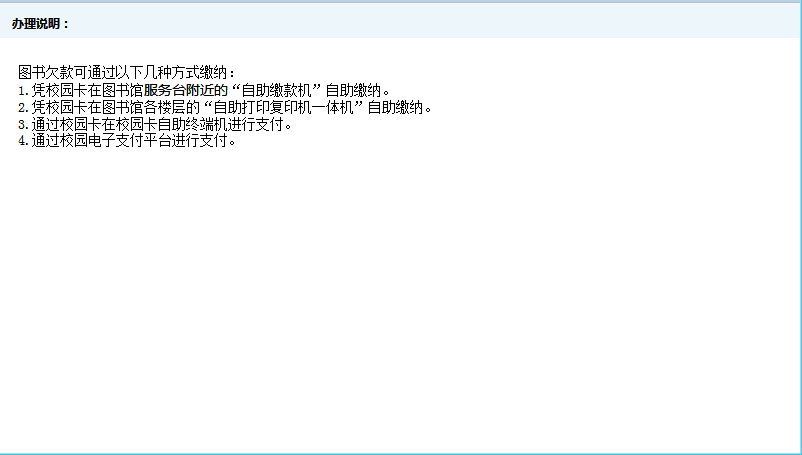 办理说明：
图书欠款可通过以下几种方式缴纳：
1.凭校园卡在图书馆服务台附近的“自助缴款机”自助缴纳。
2.凭校园卡在图书馆各楼层的“自助打印复印机一体机”自助缴纳。
3.通过校园卡在校园卡自助终端机进行支付。
4.通过校园电子支付平台进行支付。